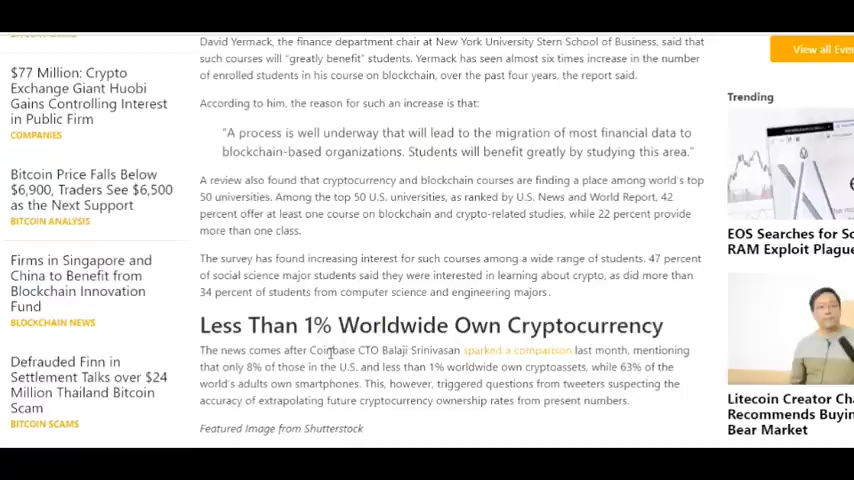 $77 Million: Crypto
Exchange Giant Huobi
Gains Controlling Interest
in Public Firm
COMPANIES
Bitcoin Price Falls Below
$6,900, Traders See $6,500
as the Next Support
BITCOIN ANALYSIS
Firms in Singapore and
China to Benefit from
Blockchain Innovation
Fund
BLOCKCHAIN NEWS
Defrauded Finn in
Settlement Talks over $24
Million Thailand Bitcoin
Scam
BITCOIN SCAMS
David Yermack, the finance department chair at New York University Stern School of Business, said that
such courses will “greatly benefit” students. Yermack has seen almost six times increase in the number
of enrolled students in his course on blockchain, over the past four years, the report said.
According to him, the reason for such an increase is that:
“A process is well underway that will lead to the migration of most financial data to
blockchain-based organizations. Students will benefit greatly by studying this area.”
A review also found that cryptocurrency and blockchain courses are finding a place among world’s top
50 universities. Among the top 50 U.S. universities, as ranked by U.S. News and World Report, 42
percent offer at least one course on blockchain and crypto-related studies, while 22 percent provide
more than one class.
The survey has found increasing interest for such courses among a wide range of students. 47 percent
of social science major students said they were interested in learning about crypto, as did more than
34 percent of students from computer science and engineering majors.
Less Than 1% Worldwide Own Cryptocurrency
The news comes after Coinbase CTO Balaji Srinivasan sparked a comparison last month, mentioning
that only 8% of those in the U.S. and less than 1% worldwide own cryptoassets, while 63% of the
world’s adults own smartphones. This, however, triggered questions from tweeters suspecting the
accuracy of extrapolating future cryptocurrency ownership rates from present numbers.
Featured Image from Shutterstock
View all Eve
Trending
EOS Searches for So
RAM Exploit Plague
Litecoin Creator Cha
Recommends Buyin
Bear Market